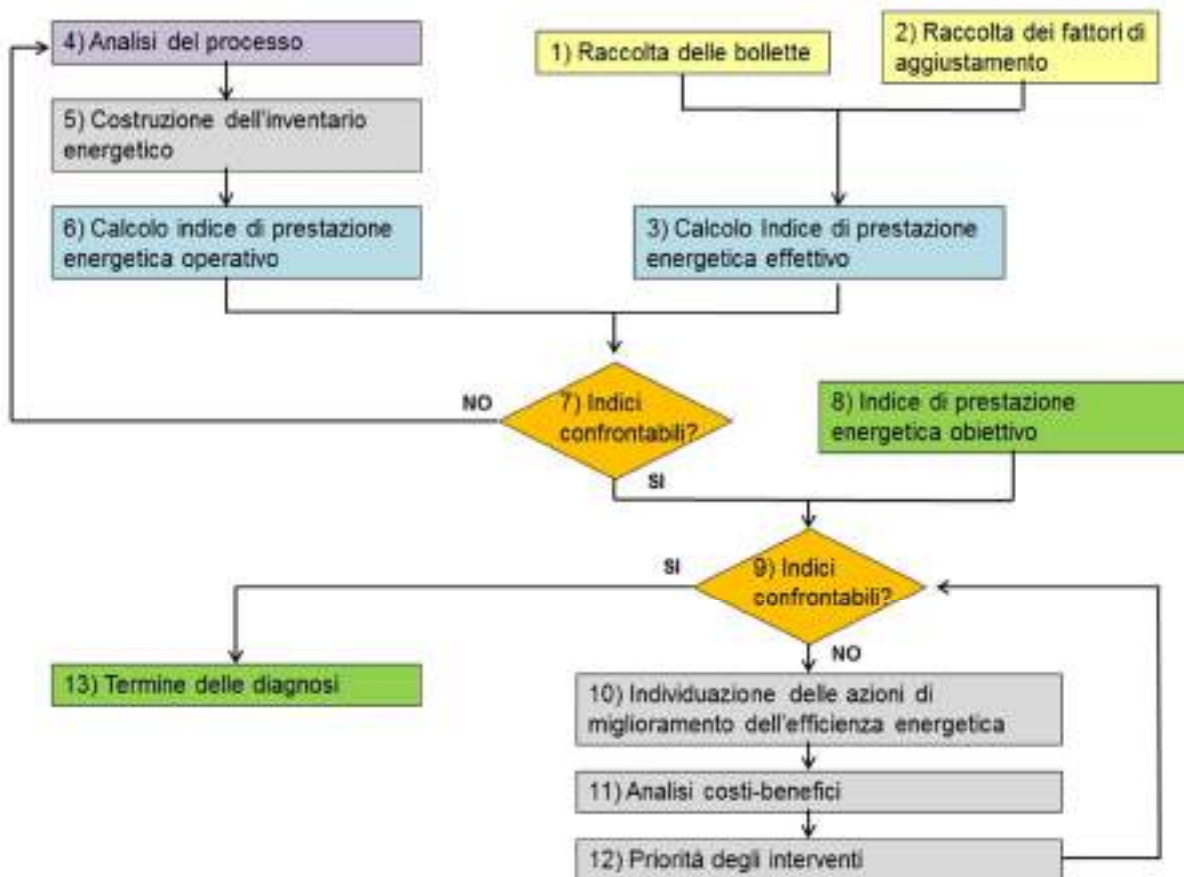 4) Analisi del processo
1) Raccolta delle bollette
2) Raccolta dei fattori di
aggiustamento
5) Costruzione dell'inventario
energetico
6) Calcolo indice di prestazione
energetica operativo
3) Calcolo Indice di prestazione
energetica effettivo
NO
7) Indici
confrontabili?
8) Indice di prestazione
energetica obiettivo
SI
SI
9) Indici
confrontabili?
NO
13) Termine delle diagnosi
10) Individuazione delle azioni di
miglioramento dell'efficienza energetica
11) Analisi costi-benefici
12) Priorità degli interventi